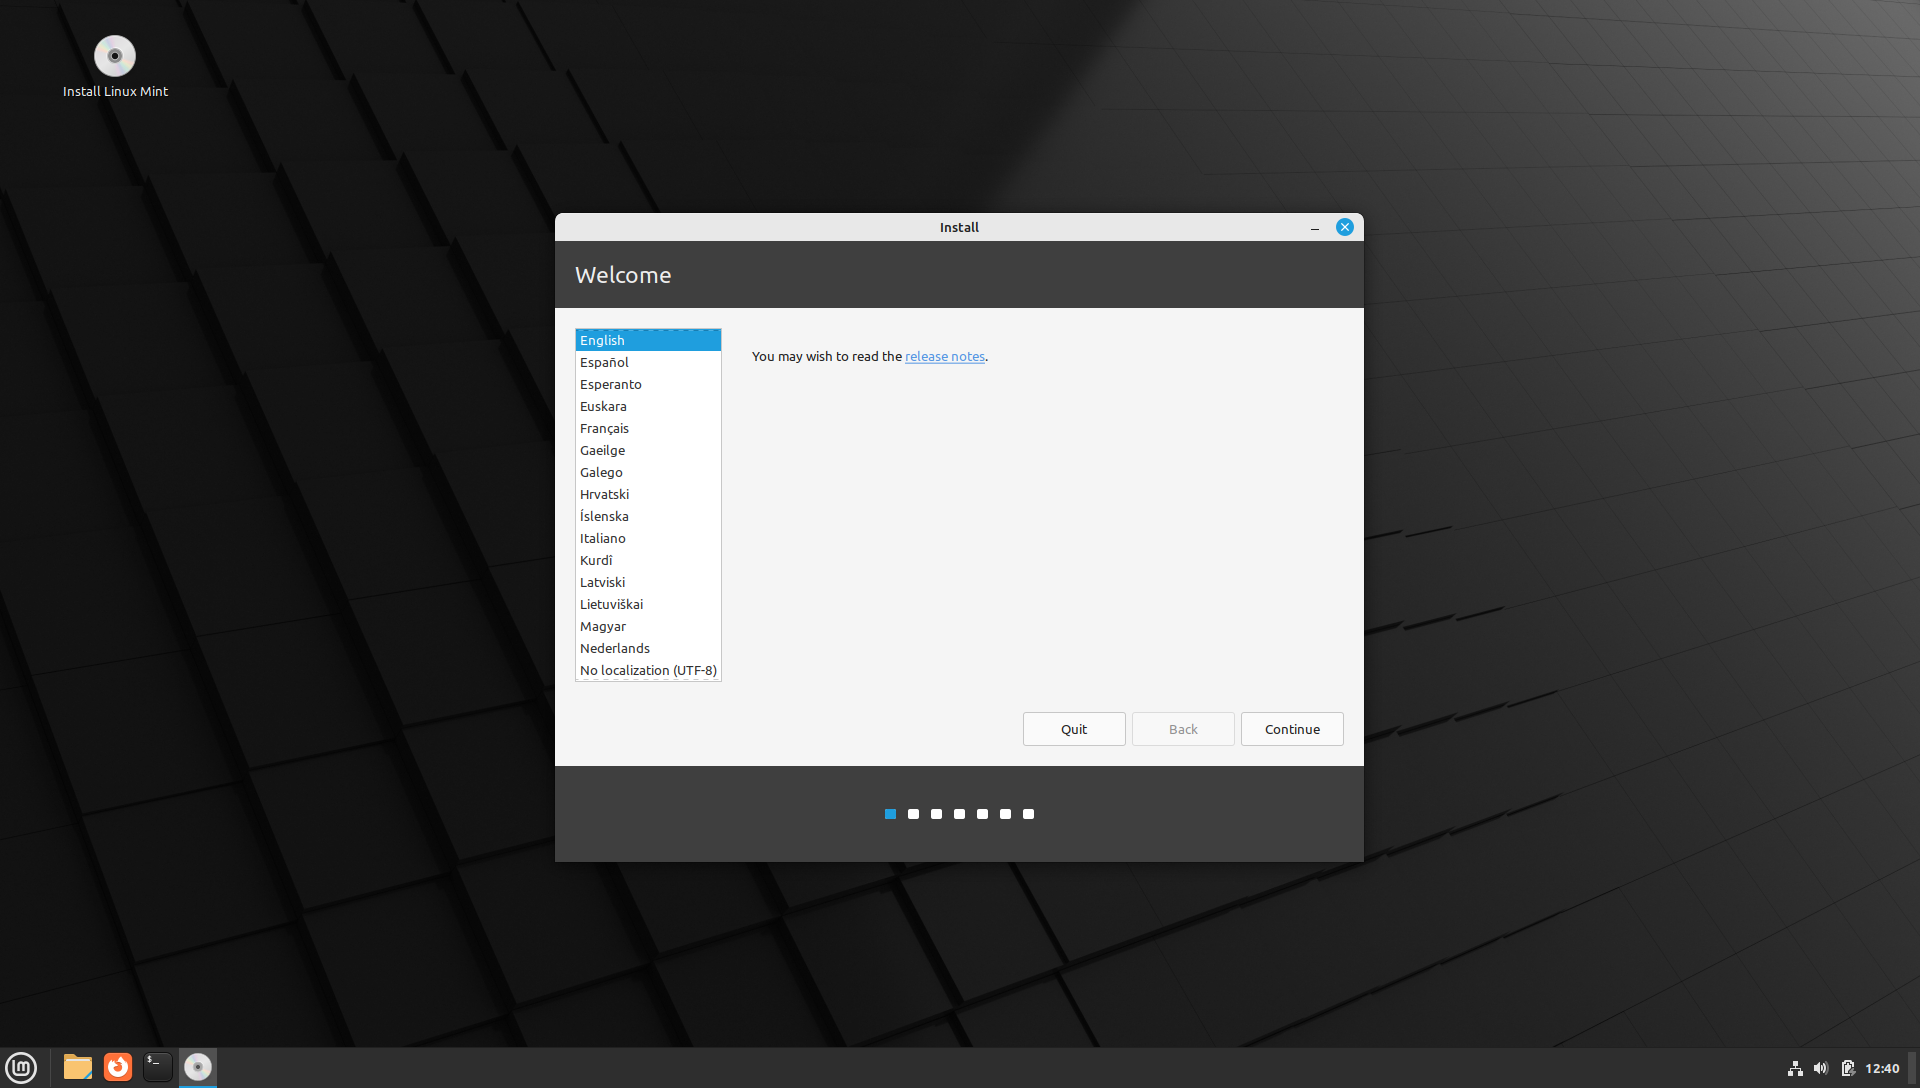 Install Linux Mint
Install
Welcome
English
Español
Esperanto
Euskara
Français
Gaeilge
Galego
Hrvatski
Íslenska
Italiano
Kurdî
Latviski
Lietuviškai
Magyar
Nederlands
No localization (UTF-8)
You may wish to read the release notes.
Quit
Back
Continue
$_
12:40